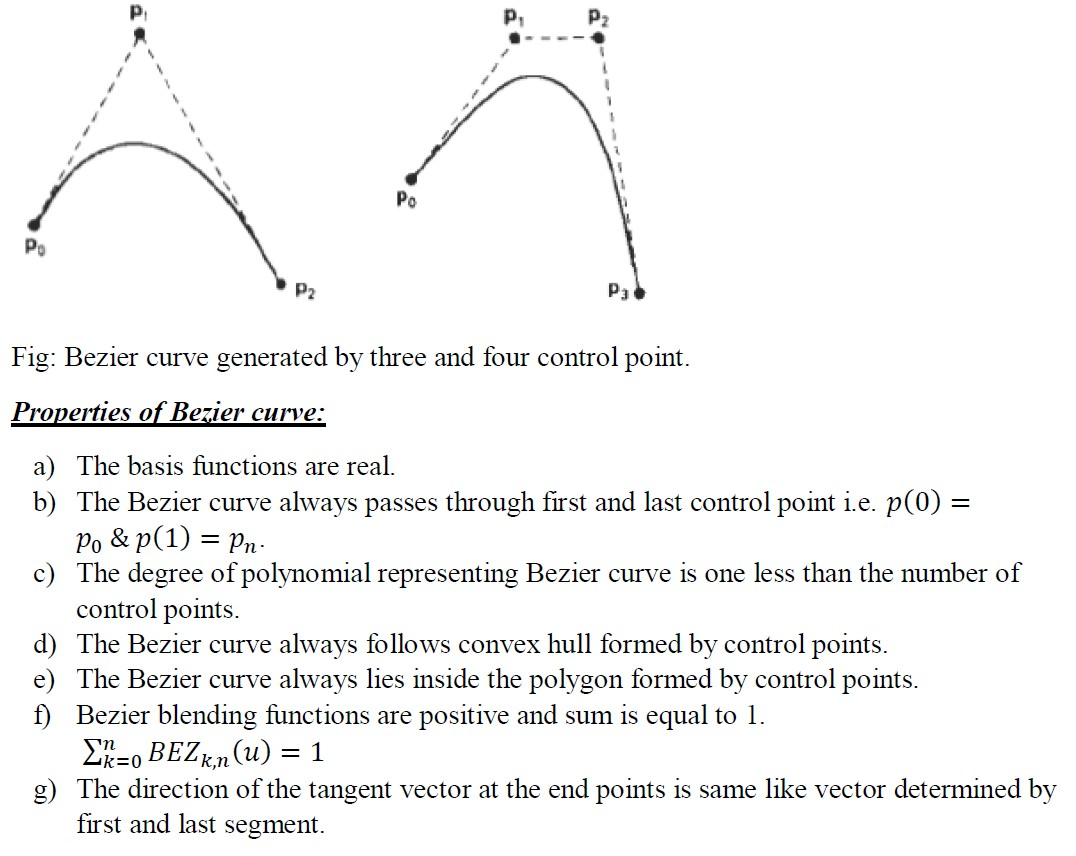 p₁
p₁ p₂
p₀
p₀
p₂
p₃
Fig: Bezier curve generated by three and four control point.
Properties of Bezier curve:
a) The basis functions are real.
b) The Bezier curve always passes through first and last control point i.e. p(0) =
p₀ & p(1) = pₙ.
c) The degree of polynomial representing Bezier curve is one less than the number of
control points.
d) The Bezier curve always follows convex hull formed by control points.
e) The Bezier curve always lies inside the polygon formed by control points.
f) Bezier blending functions are positive and sum is equal to 1.
∑ⁿₖ₌₀ BEZₖ,ₙ(u) = 1
g) The direction of the tangent vector at the end points is same like vector determined by
first and last segment.